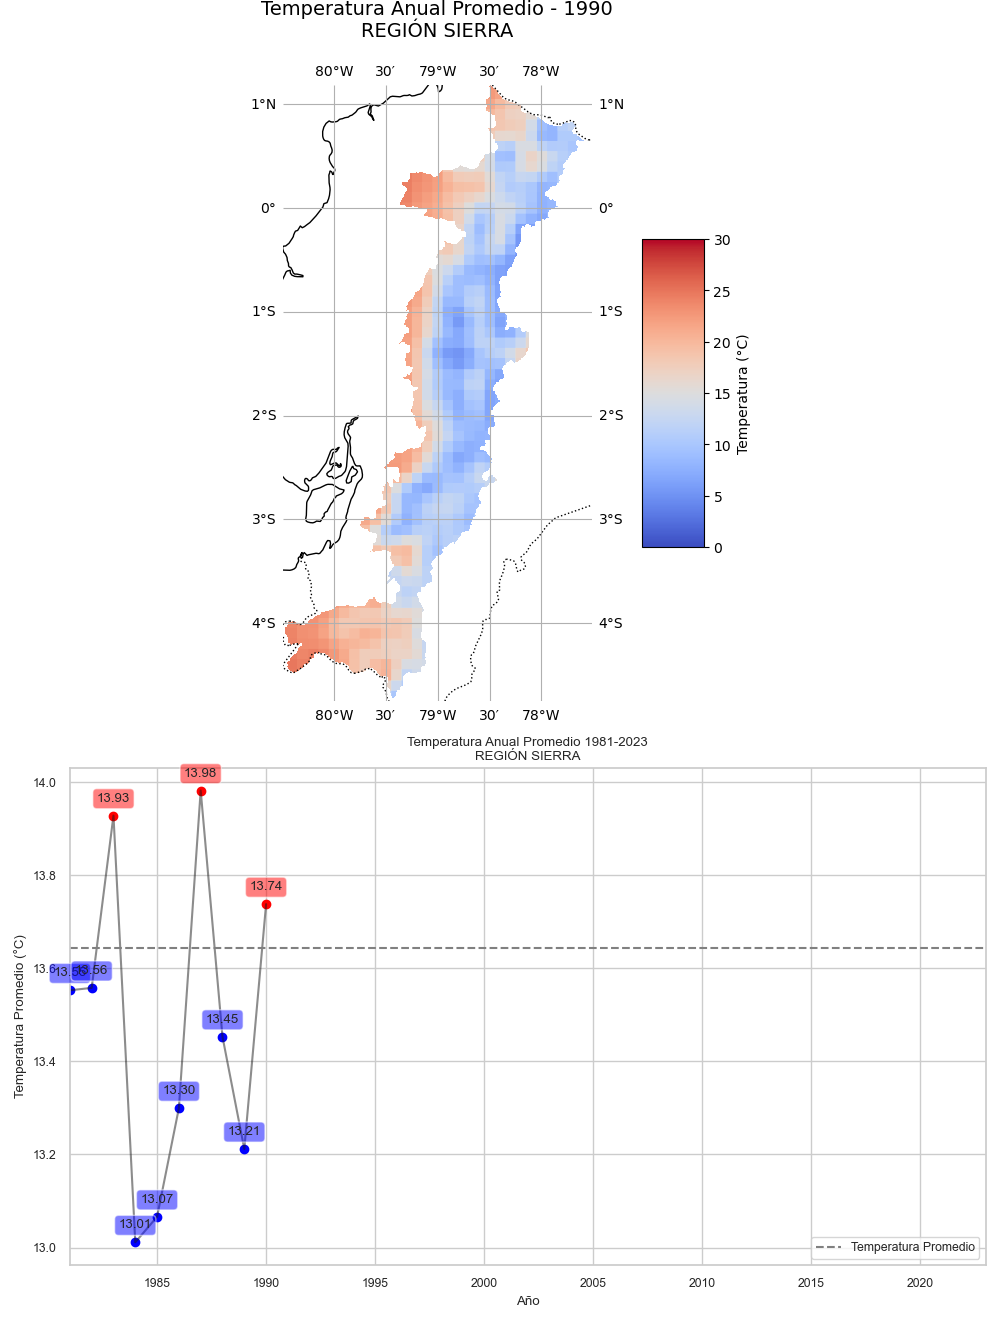 Temperatura Anual Promedio - 1990
REGIÓN SIERRA
80°W 30′ 79°W 30′ 78°W
1°N 1°N
0° 0°
1°S 1°S
2°S 2°S
3°S 3°S
4°S 4°S
80°W 30′ 79°W 30′ 78°W
30
25
20
15
10
5
0
Temperatura (°C)
Temperatura Anual Promedio 1981-2023
REGIÓN SIERRA
14.0
13.8
13.6
13.4
13.2
13.0
Temperatura Promedio (°C)
13.93
13.98
13.74
13.56
13.45
13.30
13.21
13.07
13.01
Temperatura Promedio
1985 1990 1995 2000 2005 2010 2015 2020
Año